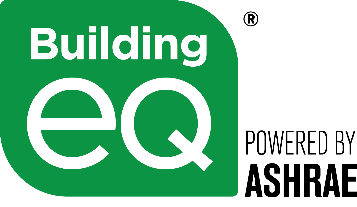 Building
eQ
®
POWERED BY
ASHRAE